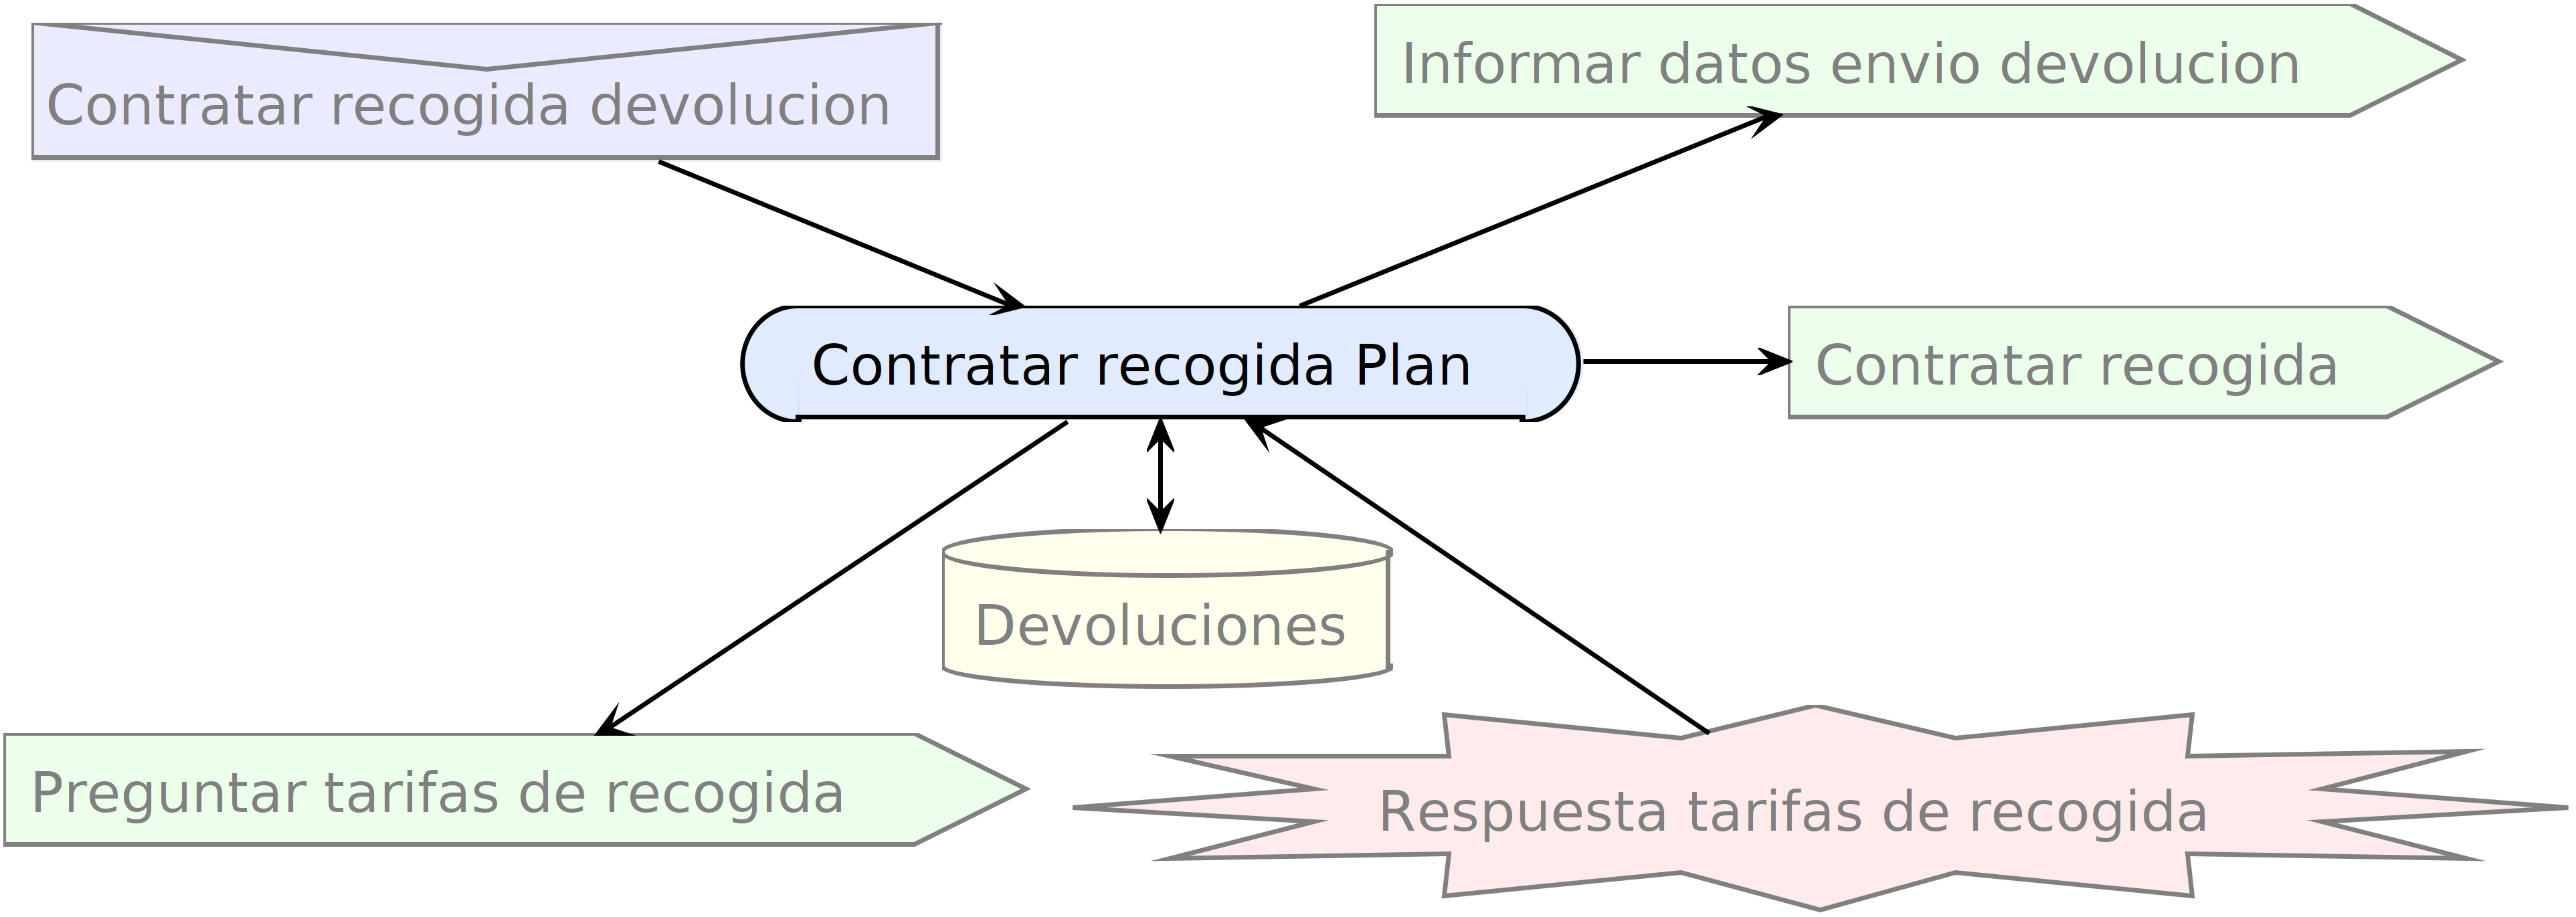 Contratar recogida devolucion
Informar datos envio devolucion
Contratar recogida Plan
Contratar recogida
Devoluciones
Preguntar tarifas de recogida
Respuesta tarifas de recogida